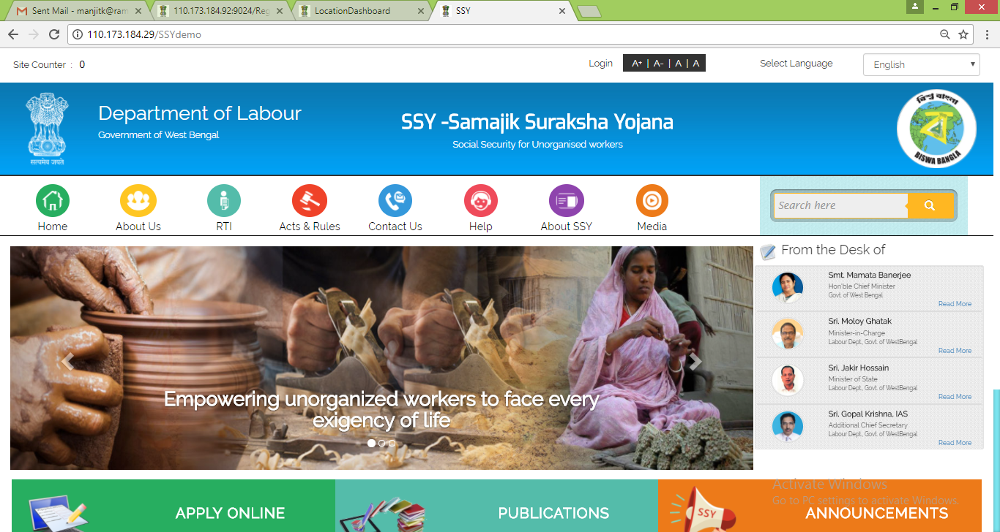 Sent Mail - manjitk@ram
110.173.184.92:9024/Reg
LocationDashboard
SSY
110.173.184.29/SSYdemo
Site Counter : 0
Login
A+ | A- | A | A
Select Language
English
सत्यमेव जयते
Department of Labour
Government of West Bengal
SSY -Samajik Suraksha Yojana
Social Security for Unorganised workers
বিশ্ব বাংলা
ব
BISWA BANGLA
Home
About Us
RTI
Acts & Rules
Contact Us
Help
About SSY
Media
Search here
Empowering unorganized workers to face every
exigency of life
From the Desk of
Smt. Mamata Banerjee
Hon'ble Chief Minister
Govt. of West Bengal
Read More
Sri. Moloy Ghatak
Minister-in-Charge
Labour Dept., Govt. of WestBengal
Read More
Sri. Jakir Hossain
Minister of State
Labour Dept., Govt. of WestBengal
Read More
Sri. Gopal Krishna, IAS
Additional Chief Secretary
Labour Dept., Govt. of WestBengal
Read More
APPLY ONLINE
PUBLICATIONS
SSY
ANNOUNCEMENTS
Activate Windows
Go to PC settings to activate Windows.